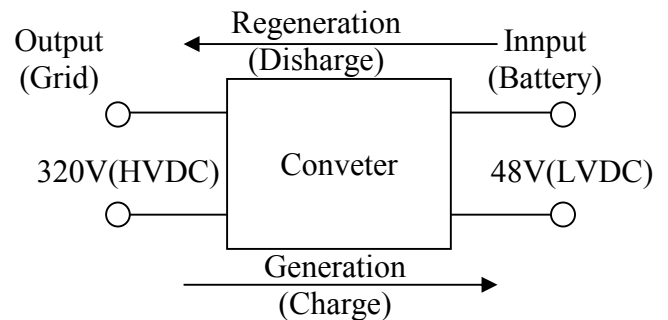 Output
(Grid)
Regeneration
(Disharge)
Innput
(Battery)
320V(HVDC)
Conveter
48V(LVDC)
Generation
(Charge)